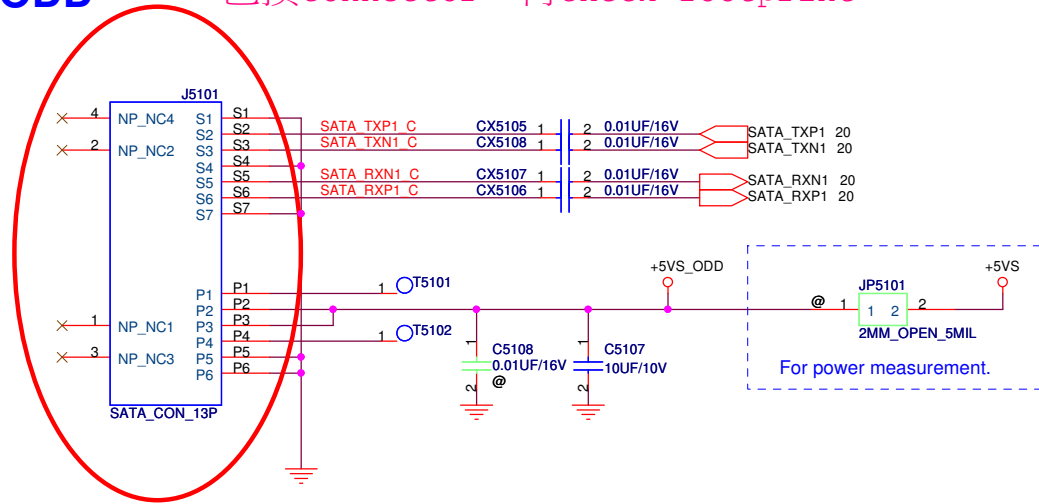 ODD
J5101
4 NP_NC4 S1 S1
S2 S2 SATA_TXP1_C CX5105 1 2 0.01UF/16V SATA_TXP1 20
2 NP_NC2 S3 S3 SATA_TXN1_C CX5108 1 2 0.01UF/16V SATA_TXN1 20
S4 S4
S5 S5 SATA_RXN1_C CX5107 1 2 0.01UF/16V SATA_RXN1 20
S6 S6 SATA_RXP1_C CX5106 1 2 0.01UF/16V SATA_RXP1 20
S7 S7
+5VS_ODD +5VS
P1 P1 1 T5101 JP5101
P2 P2 @ 1 1 2 2
1 NP_NC1 P3 P3 2MM_OPEN_5MIL
P4 P4 1 T5102
3 NP_NC3 P5 P5 1 C5108 1 C5107
P6 P6 0.01UF/16V 10UF/10V For power measurement.
2 @ 2
SATA_CON_13P